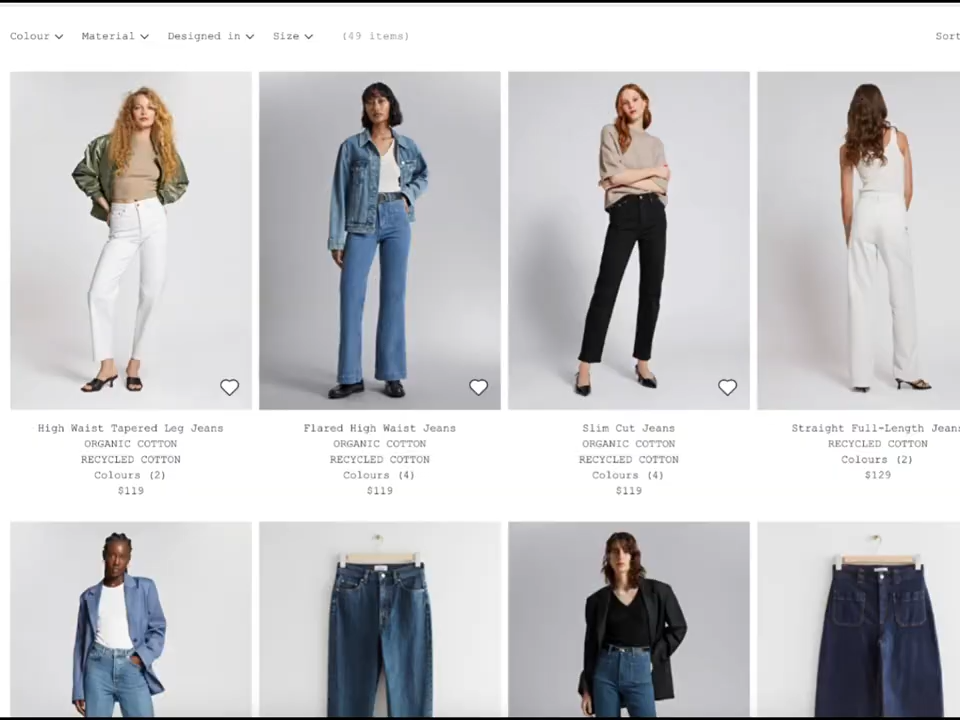 Colour Material Designed in Size (49 items) Sort
High Waist Tapered Leg Jeans
ORGANIC COTTON
RECYCLED COTTON
Colours (2)
$119
Flared High Waist Jeans
ORGANIC COTTON
RECYCLED COTTON
Colours (4)
$119
Slim Cut Jeans
ORGANIC COTTON
RECYCLED COTTON
Colours (4)
$119
Straight Full-Length Jeans
RECYCLED COTTON
Colours (2)
$129